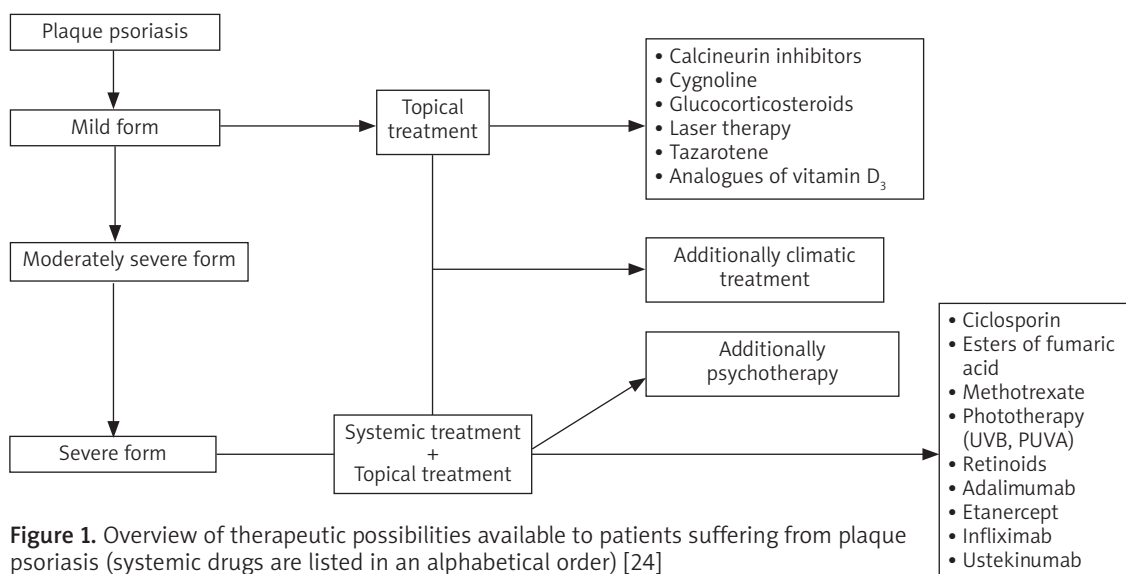 Plaque psoriasis
Mild form
Moderately severe form
Severe form
Topical
treatment
Systemic treatment
+
Topical treatment
• Calcineurin inhibitors
• Cygnoline
• Glucocorticosteroids
• Laser therapy
• Tazarotene
• Analogues of vitamin D₃
Additionally climatic
treatment
Additionally
psychotherapy
• Ciclosporin
• Esters of fumaric
acid
• Methotrexate
• Phototherapy
(UVB, PUVA)
• Retinoids
• Adalimumab
• Etanercept
• Infliximab
• Ustekinumab
Figure 1. Overview of therapeutic possibilities available to patients suffering from plaque
psoriasis (systemic drugs are listed in an alphabetical order) [24]